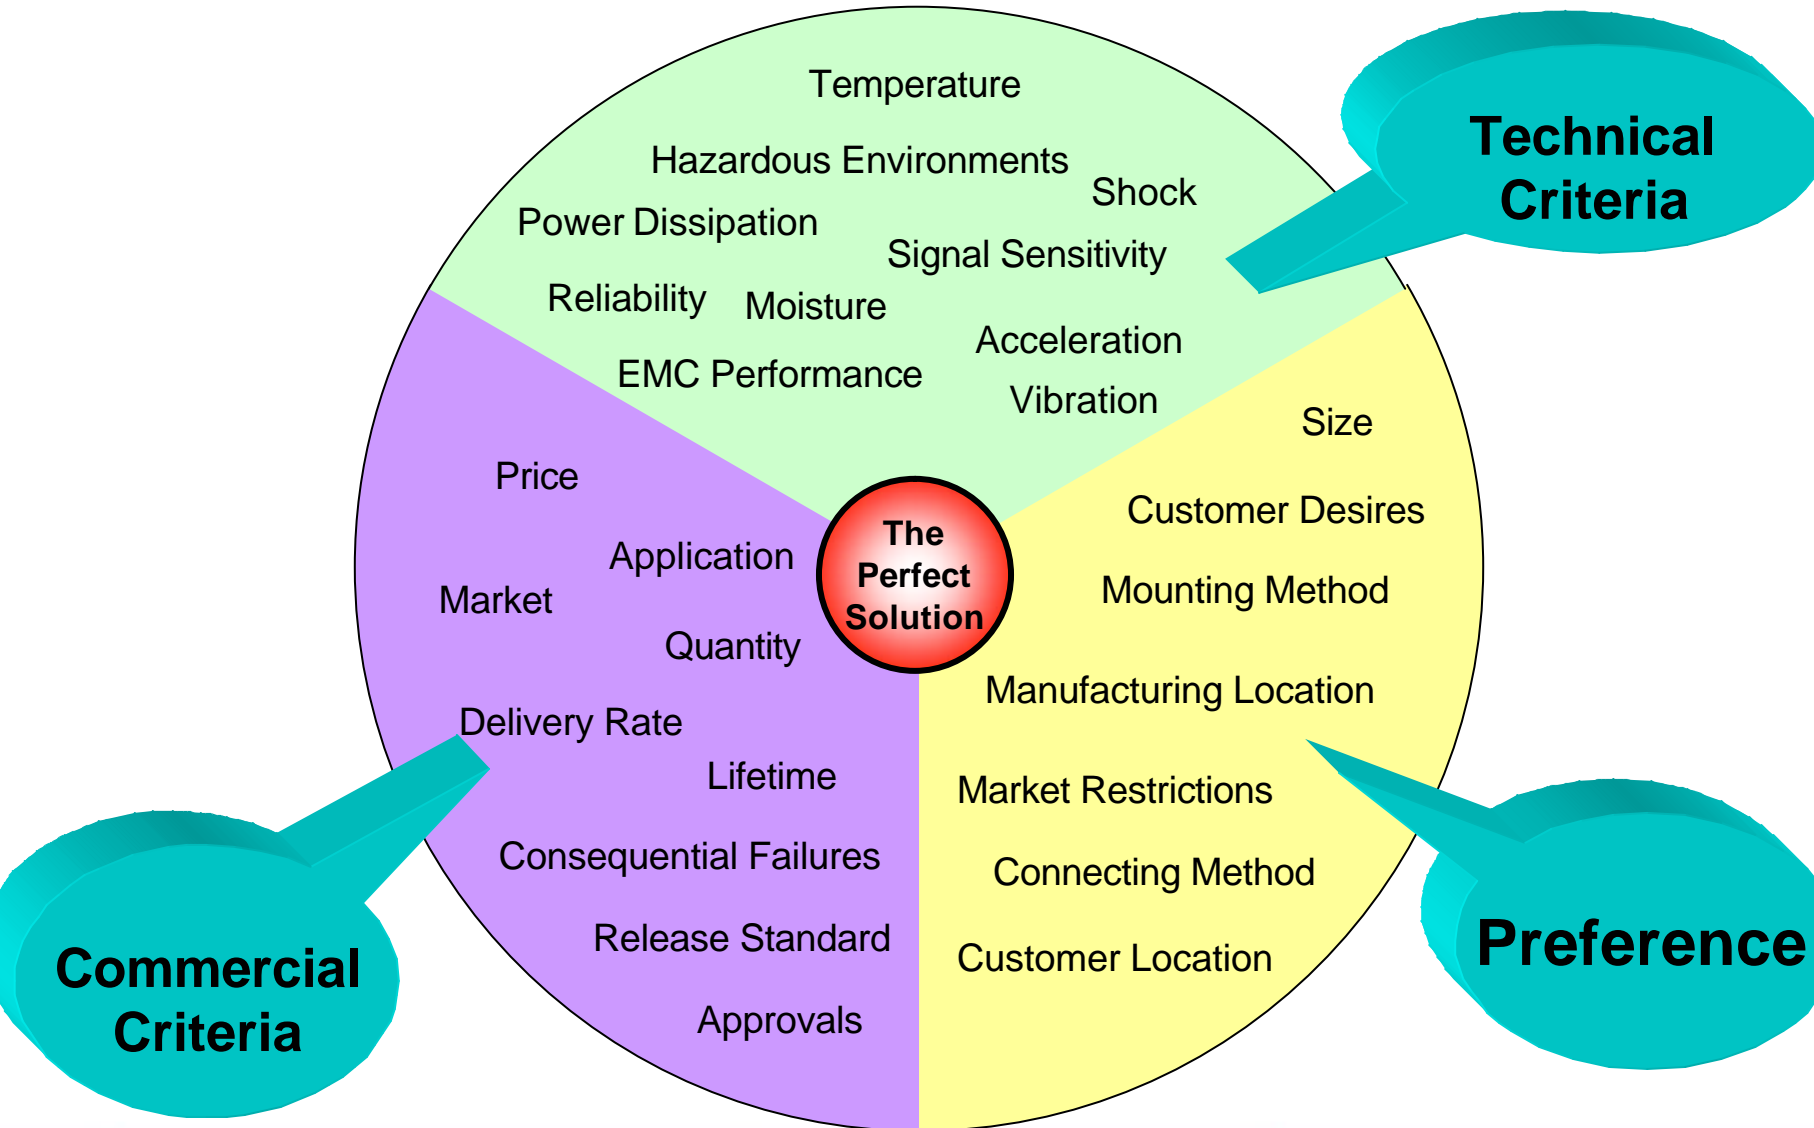 Temperature
Technical
Criteria
Hazardous Environments
Shock
Power Dissipation
Signal Sensitivity
Reliability
Moisture
Acceleration
EMC Performance
Vibration
Size
Price
Customer Desires
The
Perfect
Solution
Application
Market
Mounting Method
Quantity
Manufacturing Location
Delivery Rate
Lifetime
Market Restrictions
Consequential Failures
Connecting Method
Release Standard
Customer Location
Preference
Commercial
Criteria
Approvals